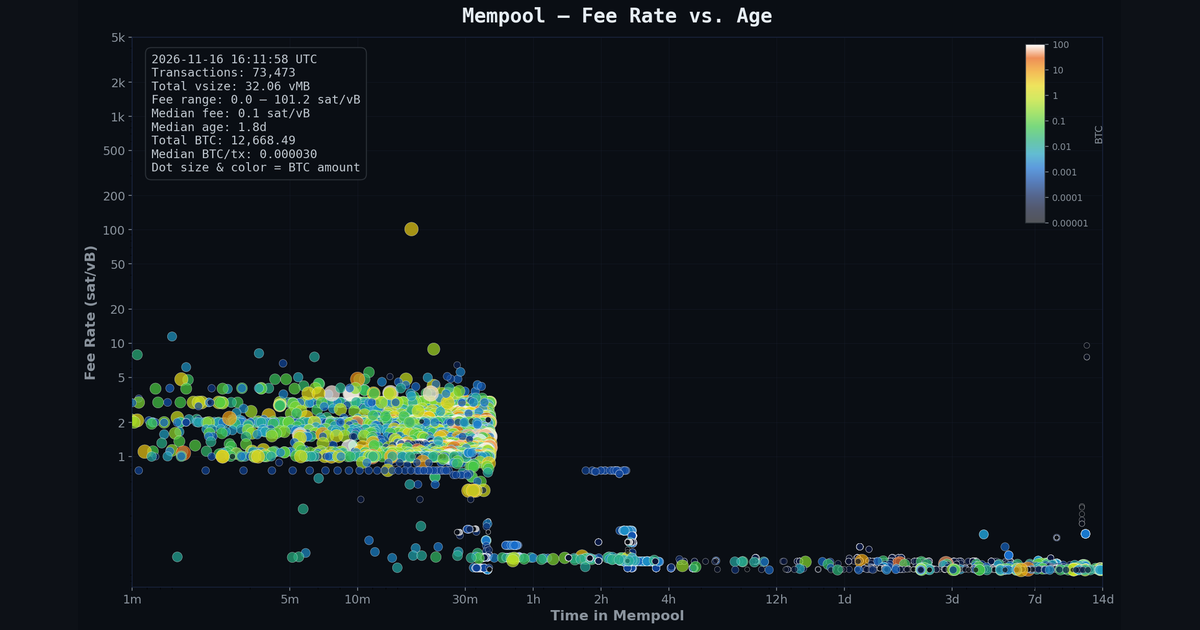 Mempool — Fee Rate vs. Age
2026-11-16 16:11:58 UTC
Transactions: 73,473
Total vsize: 32.06 vMB
Fee range: 0.0 – 101.2 sat/vB
Median fee: 0.1 sat/vB
Median age: 1.8d
Total BTC: 12,668.49
Median BTC/tx: 0.000030
Dot size & color = BTC amount
5k
2k
1k
500
200
100
50
20
10
5
2
1
Fee Rate (sat/vB)
100
10
1
0.1
0.01
0.001
0.0001
0.00001
BTC
1m
5m
10m
30m
1h
2h
4h
12h
1d
3d
7d
14d
Time in Mempool